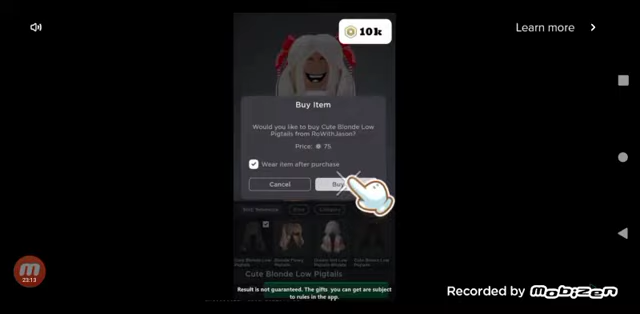 10k
Learn more
Buy Item
Would you like to buy Cute Blonde Low
Pigtails from RoWithJason?
Price: 75
Wear item after purchase
Cancel
Buy
Cute Blonde Low Pigtails
Result is not guaranteed. The gifts you can get are subject
to rules in the app.
23:13
Recorded by mobizen